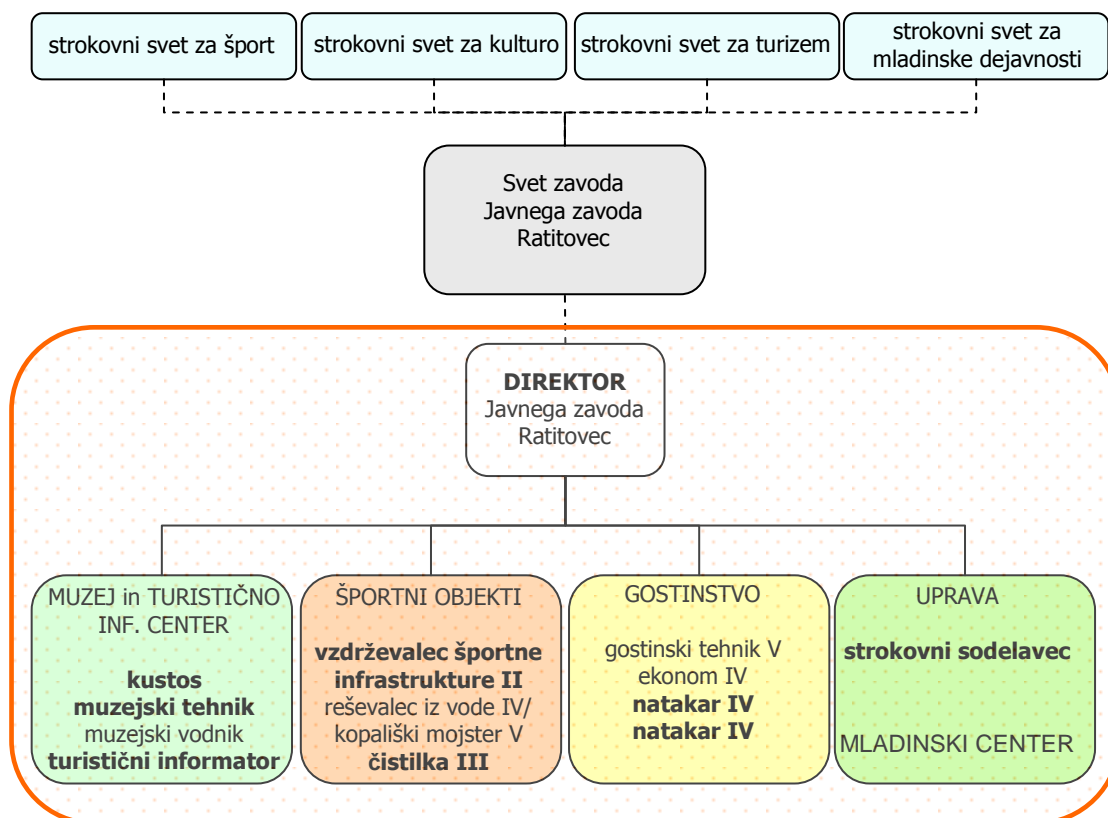 strokovni svet za šport
strokovni svet za kulturo
strokovni svet za turizem
strokovni svet za
mladinske dejavnosti
Svet zavoda
Javnega zavoda
Ratitovec
DIREKTOR
Javnega zavoda
Ratitovec
MUZEJ in TURISTIČNO
INF. CENTER
kustos
muzejski tehnik
muzejski vodnik
turistični informator
ŠPORTNI OBJEKTI
vzdrževalec športne
infrastrukture II
reševalec iz vode IV/
kopališki mojster V
čistilka III
GOSTINSTVO
gostinski tehnik V
ekonom IV
natakar IV
natakar IV
UPRAVA
strokovni sodelavec
MLADINSKI CENTER